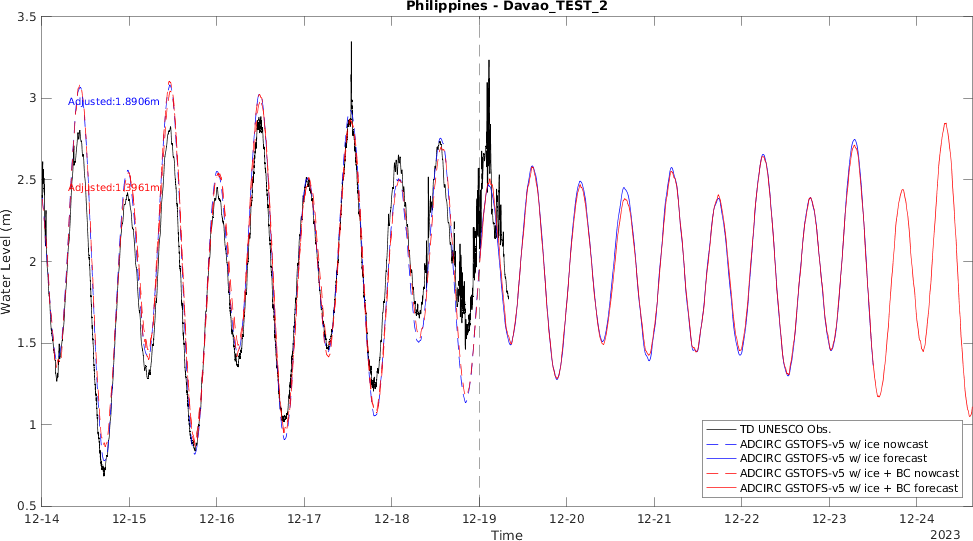 Philippines - Davao_TEST_2
3.5
3
2.5
2
1.5
1
0.5
Water Level (m)
Adjusted:1.8906m
Adjusted:1.3961m
TD UNESCO Obs.
ADCIRC GSTOFS-v5 w/ ice nowcast
ADCIRC GSTOFS-v5 w/ ice forecast
ADCIRC GSTOFS-v5 w/ ice + BC nowcast
ADCIRC GSTOFS-v5 w/ ice + BC forecast
12-14 12-15 12-16 12-17 12-18 12-19 12-20 12-21 12-22 12-23 12-24
Time
2023